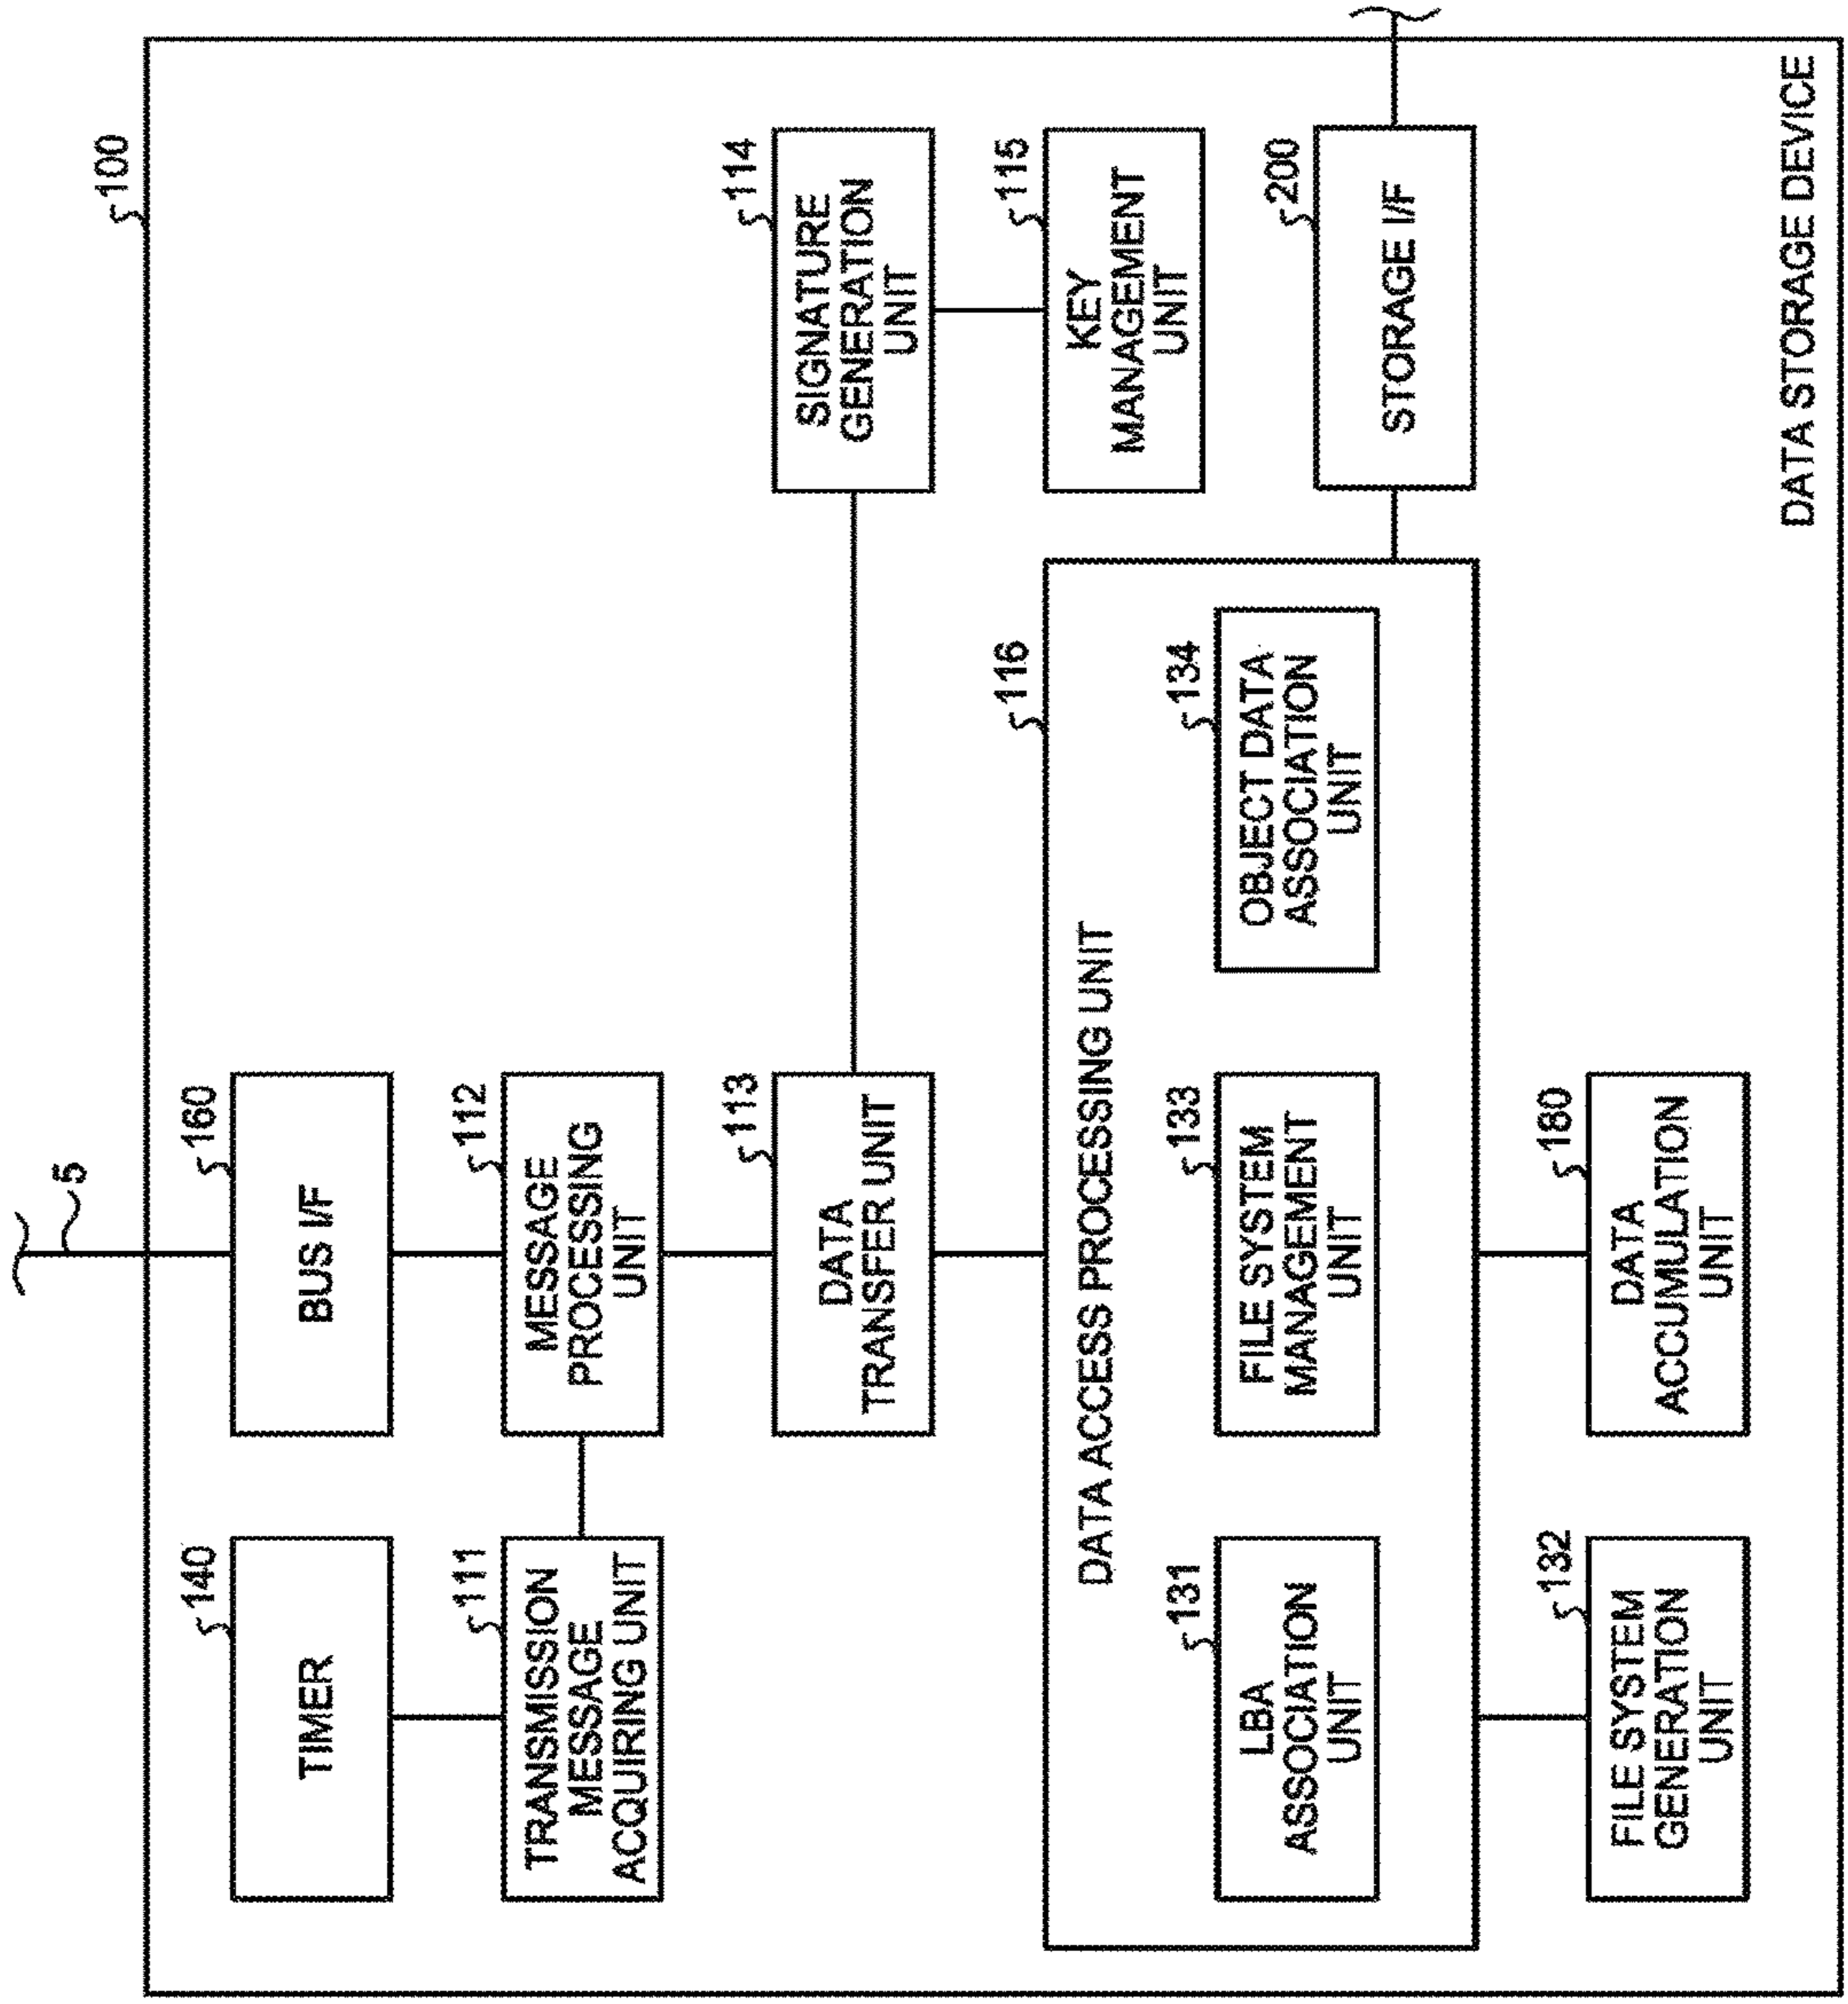 100
5
140
TIMER
160
BUS I/F
111
TRANSMISSION
MESSAGE
ACQUIRING UNIT
112
MESSAGE
PROCESSING
UNIT
113
DATA
TRANSFER UNIT
114
SIGNATURE
GENERATION
UNIT
115
KEY
MANAGEMENT
UNIT
116
DATA ACCESS PROCESSING UNIT
131
LBA
ASSOCIATION
UNIT
133
FILE SYSTEM
MANAGEMENT
UNIT
134
OBJECT DATA
ASSOCIATION
UNIT
200
STORAGE I/F
132
FILE SYSTEM
GENERATION
UNIT
180
DATA
ACCUMULATION
UNIT
DATA STORAGE DEVICE